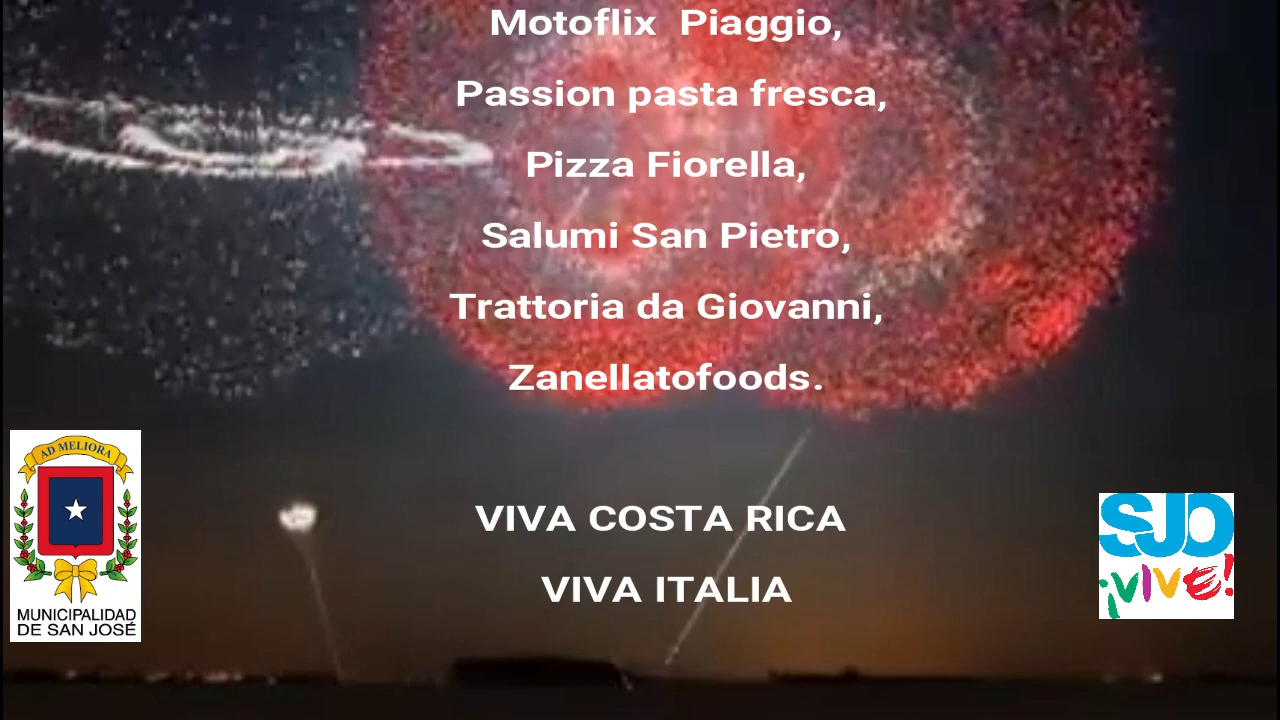 Motoflix Piaggio,
Passion pasta fresca,
Pizza Fiorella,
Salumi San Pietro,
Trattoria da Giovanni,
Zanellatofoods.
VIVA COSTA RICA
VIVA ITALIA
AD MELIORA
MUNICIPALIDAD
DE SAN JOSÉ
SJO
¡VIVE!